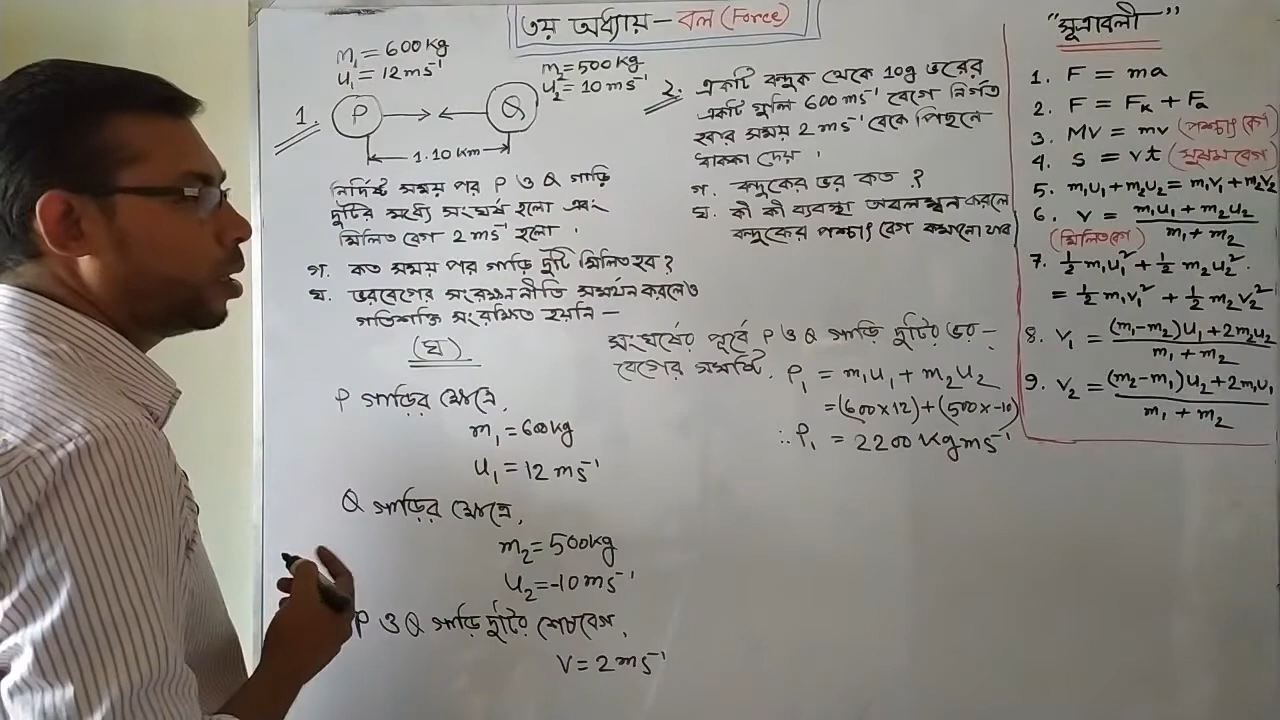 ৩য় অধ্যায় – বল (Force)
m₁ = 600 kg
u₁ = 12 ms⁻¹
m₂ = 500 kg
u₂ = 10 ms⁻¹
1. P Q
1.10 km
নির্দিষ্ট সময় পর P ও Q গাড়ি
দুটির মধ্যে সংঘর্ষ হলো এবং
মিলিত বেগ 2 ms⁻¹ হলো ।
গ. কত সময় পর গাড়ি দুটি মিলিত হবে ?
ঘ. ভরবেগের সংরক্ষন নীতি সমর্থন করলেও
গতিশক্তি সংরক্ষিত হয়নি –
২. একটি বন্দুক থেকে 10g ভরের
একটি গুলি 600 ms⁻¹ বেগে নির্গত
হবার সময় 2 ms⁻¹ বেগে পিছনে
ধাক্কা দেয় ।
গ. বন্দুকের ভর কত ?
ঘ. কী কী ব্যবস্থা অবলম্বন করলে
বন্দুকের পশ্চাৎ বেগ কমানো যাবে
(ঘ)
P গাড়ির ক্ষেত্রে,
m₁ = 600kg
u₁ = 12 ms⁻¹
Q গাড়ির ক্ষেত্রে,
m₂ = 500kg
u₂ = -10 ms⁻¹
P ও Q গাড়ি দুটির শেষবেগ,
v = 2 ms⁻¹
সংঘর্ষের পূর্বে P ও Q গাড়ি দুটির ভর –
বেগের সমষ্টি, P₁ = m₁u₁ + m₂u₂
= (600×12) + (500×-10)
∴ P₁ = 2200 kgms⁻¹
"সূত্রাবলী"
1. F = ma
2. F = Fₖ + Fₐ
3. MV = mv (পশ্চাৎ বেগ)
4. S = vt (সুষম বেগ)
5. m₁u₁ + m₂u₂ = m₁v₁ + m₂v₂
6. v = (m₁u₁ + m₂u₂) / (m₁ + m₂)
(মিলিত বেগ)
7. ½ m₁u₁² + ½ m₂u₂²
= ½ m₁v₁² + ½ m₂v₂²
8. v₁ = ((m₁-m₂)u₁ + 2m₂u₂) / (m₁ + m₂)
9. v₂ = ((m₂-m₁)u₂ + 2m₁u₁) / (m₁ + m₂)